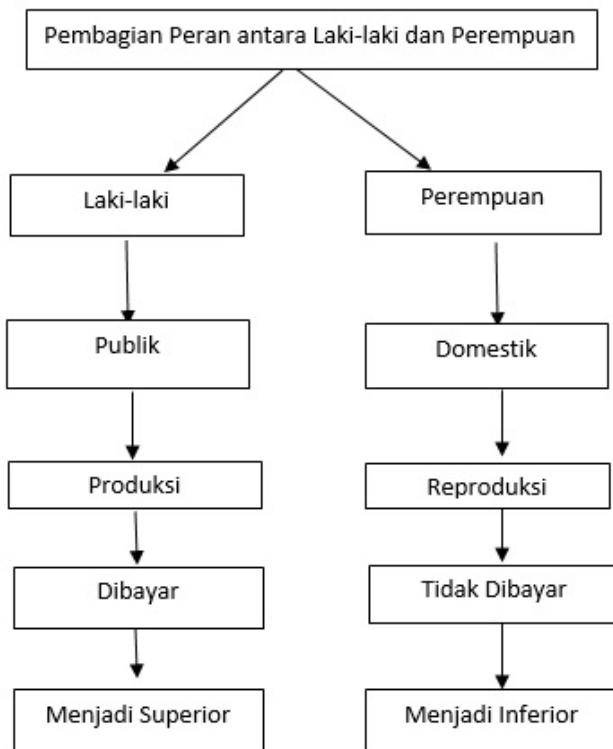 Pembagian Peran antara Laki-laki dan Perempuan
Laki-laki
Perempuan
Publik
Domestik
Produksi
Reproduksi
Dibayar
Tidak Dibayar
Menjadi Superior
Menjadi Inferior